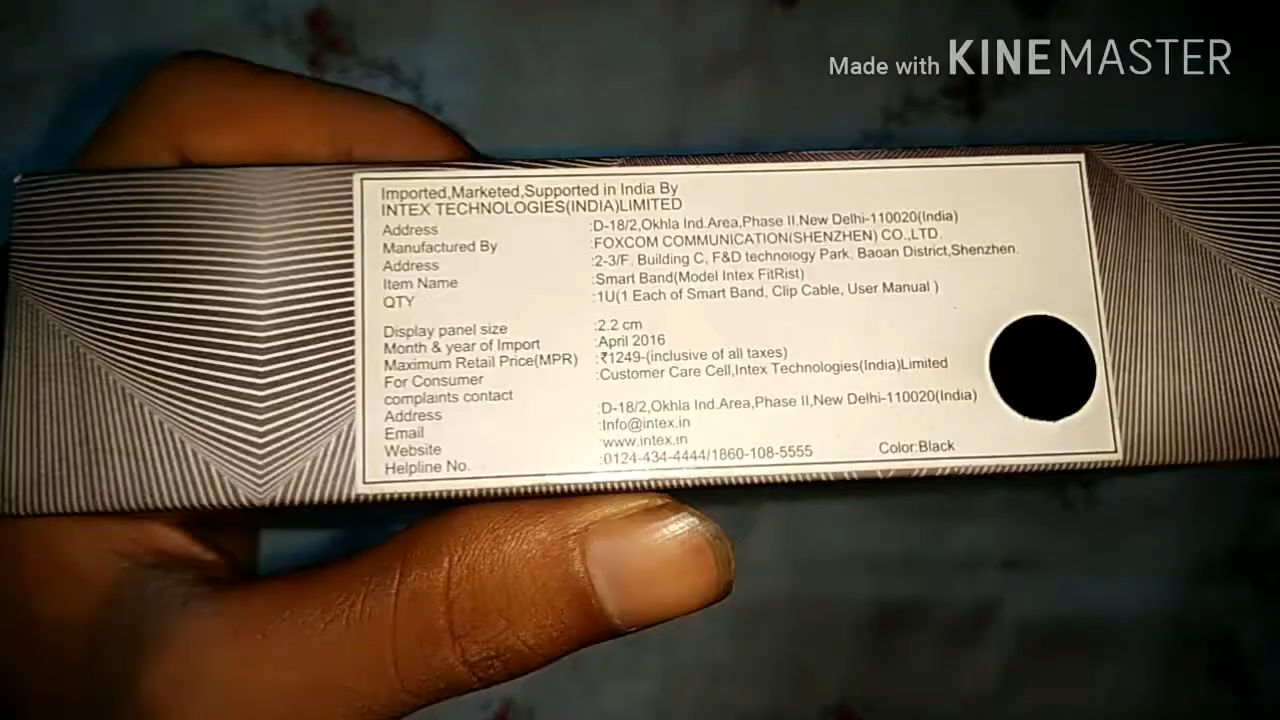 Made with KINEMASTER
Imported,Marketed,Supported in India By
INTEX TECHNOLOGIES(INDIA)LIMITED
Address :D-18/2,Okhla Ind.Area,Phase II.New Delhi-110020(India)
Manufactured By :FOXCOM COMMUNICATION(SHENZHEN) CO.,LTD.
Address :2-3/F, Building C, F&D technology Park, Baoan District,Shenzhen.
Item Name :Smart Band(Model Intex FitRist)
QTY :1U(1 Each of Smart Band, Clip Cable, User Manual )
Display panel size :2.2 cm
Month & year of Import :April 2016
Maximum Retail Price(MPR) :₹1249-(inclusive of all taxes)
For Consumer :Customer Care Cell,Intex Technologies(India)Limited
complaints contact
Address :D-18/2,Okhla Ind.Area,Phase II,New Delhi-110020(India)
Email :Info@intex.in
Website :www.intex.in
Helpline No. :0124-434-4444/1860-108-5555 Color:Black